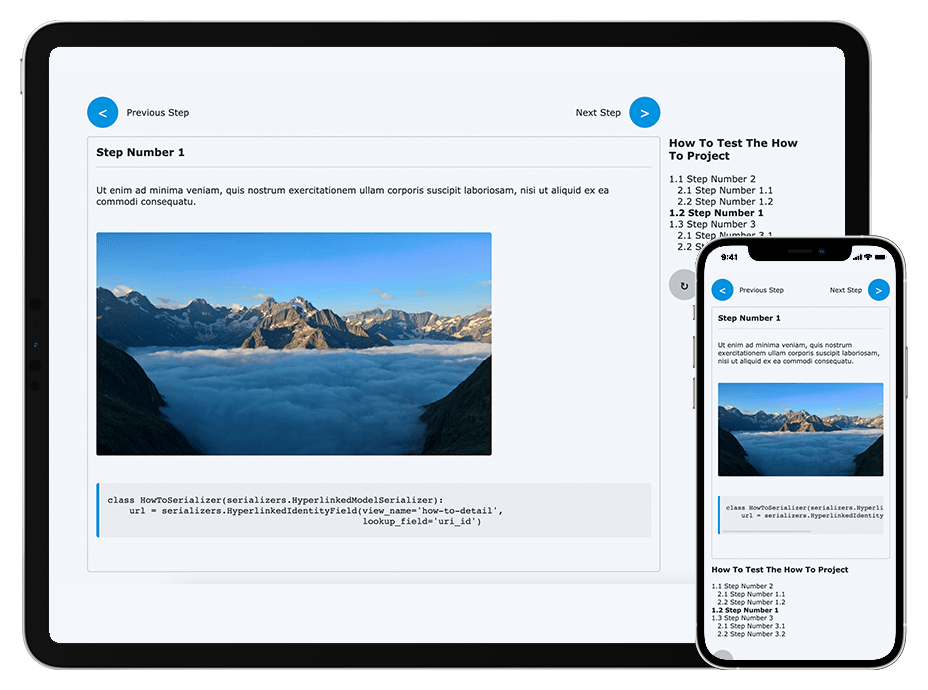 < Previous Step Next Step >
Step Number 1
Ut enim ad minima veniam, quis nostrum exercitationem ullam corporis suscipit laboriosam, nisi ut aliquid ex ea
commodi consequatu.
class HowToSerializer(serializers.HyperlinkedModelSerializer):
url = serializers.HyperlinkedIdentityField(view_name='how-to-detail',
lookup_field='uri_id')
How To Test The How
To Project
1.1 Step Number 2
2.1 Step Number 1.1
2.2 Step Number 1.2
1.2 Step Number 1
1.3 Step Number 3
2.1 Step Number 3.1
2.2 S
↻
9:41
< Previous Step Next Step >
Step Number 1
Ut enim ad minima veniam, quis nostrum
exercitationem ullam corporis suscipit laboriosam,
nisi ut aliquid ex ea commodi consequatu.
class HowToSerializer(serializers.Hyperli
url = serializers.HyperlinkedIdentity
How To Test The How To Project
1.1 Step Number 2
2.1 Step Number 1.1
2.2 Step Number 1.2
1.2 Step Number 1
1.3 Step Number 3
2.1 Step Number 3.1
2.2 Step Number 3.2